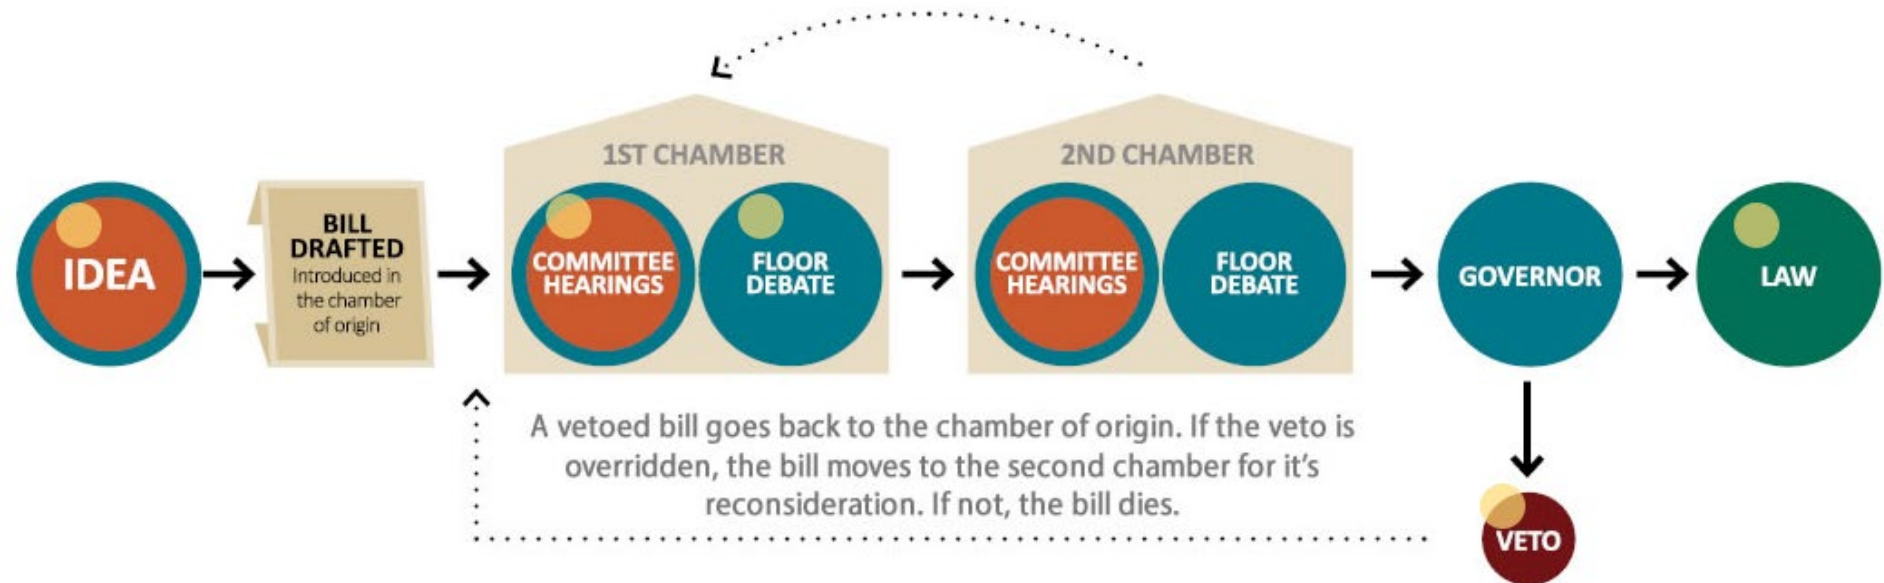 IDEA
BILL
DRAFTED
Introduced in
the chamber
of origin
1ST CHAMBER
COMMITTEE
HEARINGS
FLOOR
DEBATE
2ND CHAMBER
COMMITTEE
HEARINGS
FLOOR
DEBATE
GOVERNOR
LAW
A vetoed bill goes back to the chamber of origin. If the veto is
overridden, the bill moves to the second chamber for it's
reconsideration. If not, the bill dies.
VETO